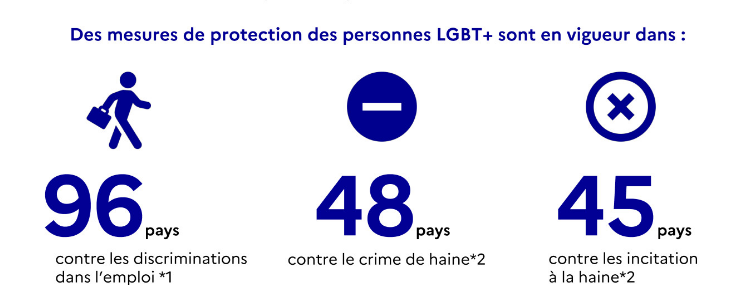 Des mesures de protection des personnes LGBT+ sont en vigueur dans :
96 pays
contre les discriminations
dans l'emploi *1
48 pays
contre le crime de haine*2
45 pays
contre les incitation
à la haine*2